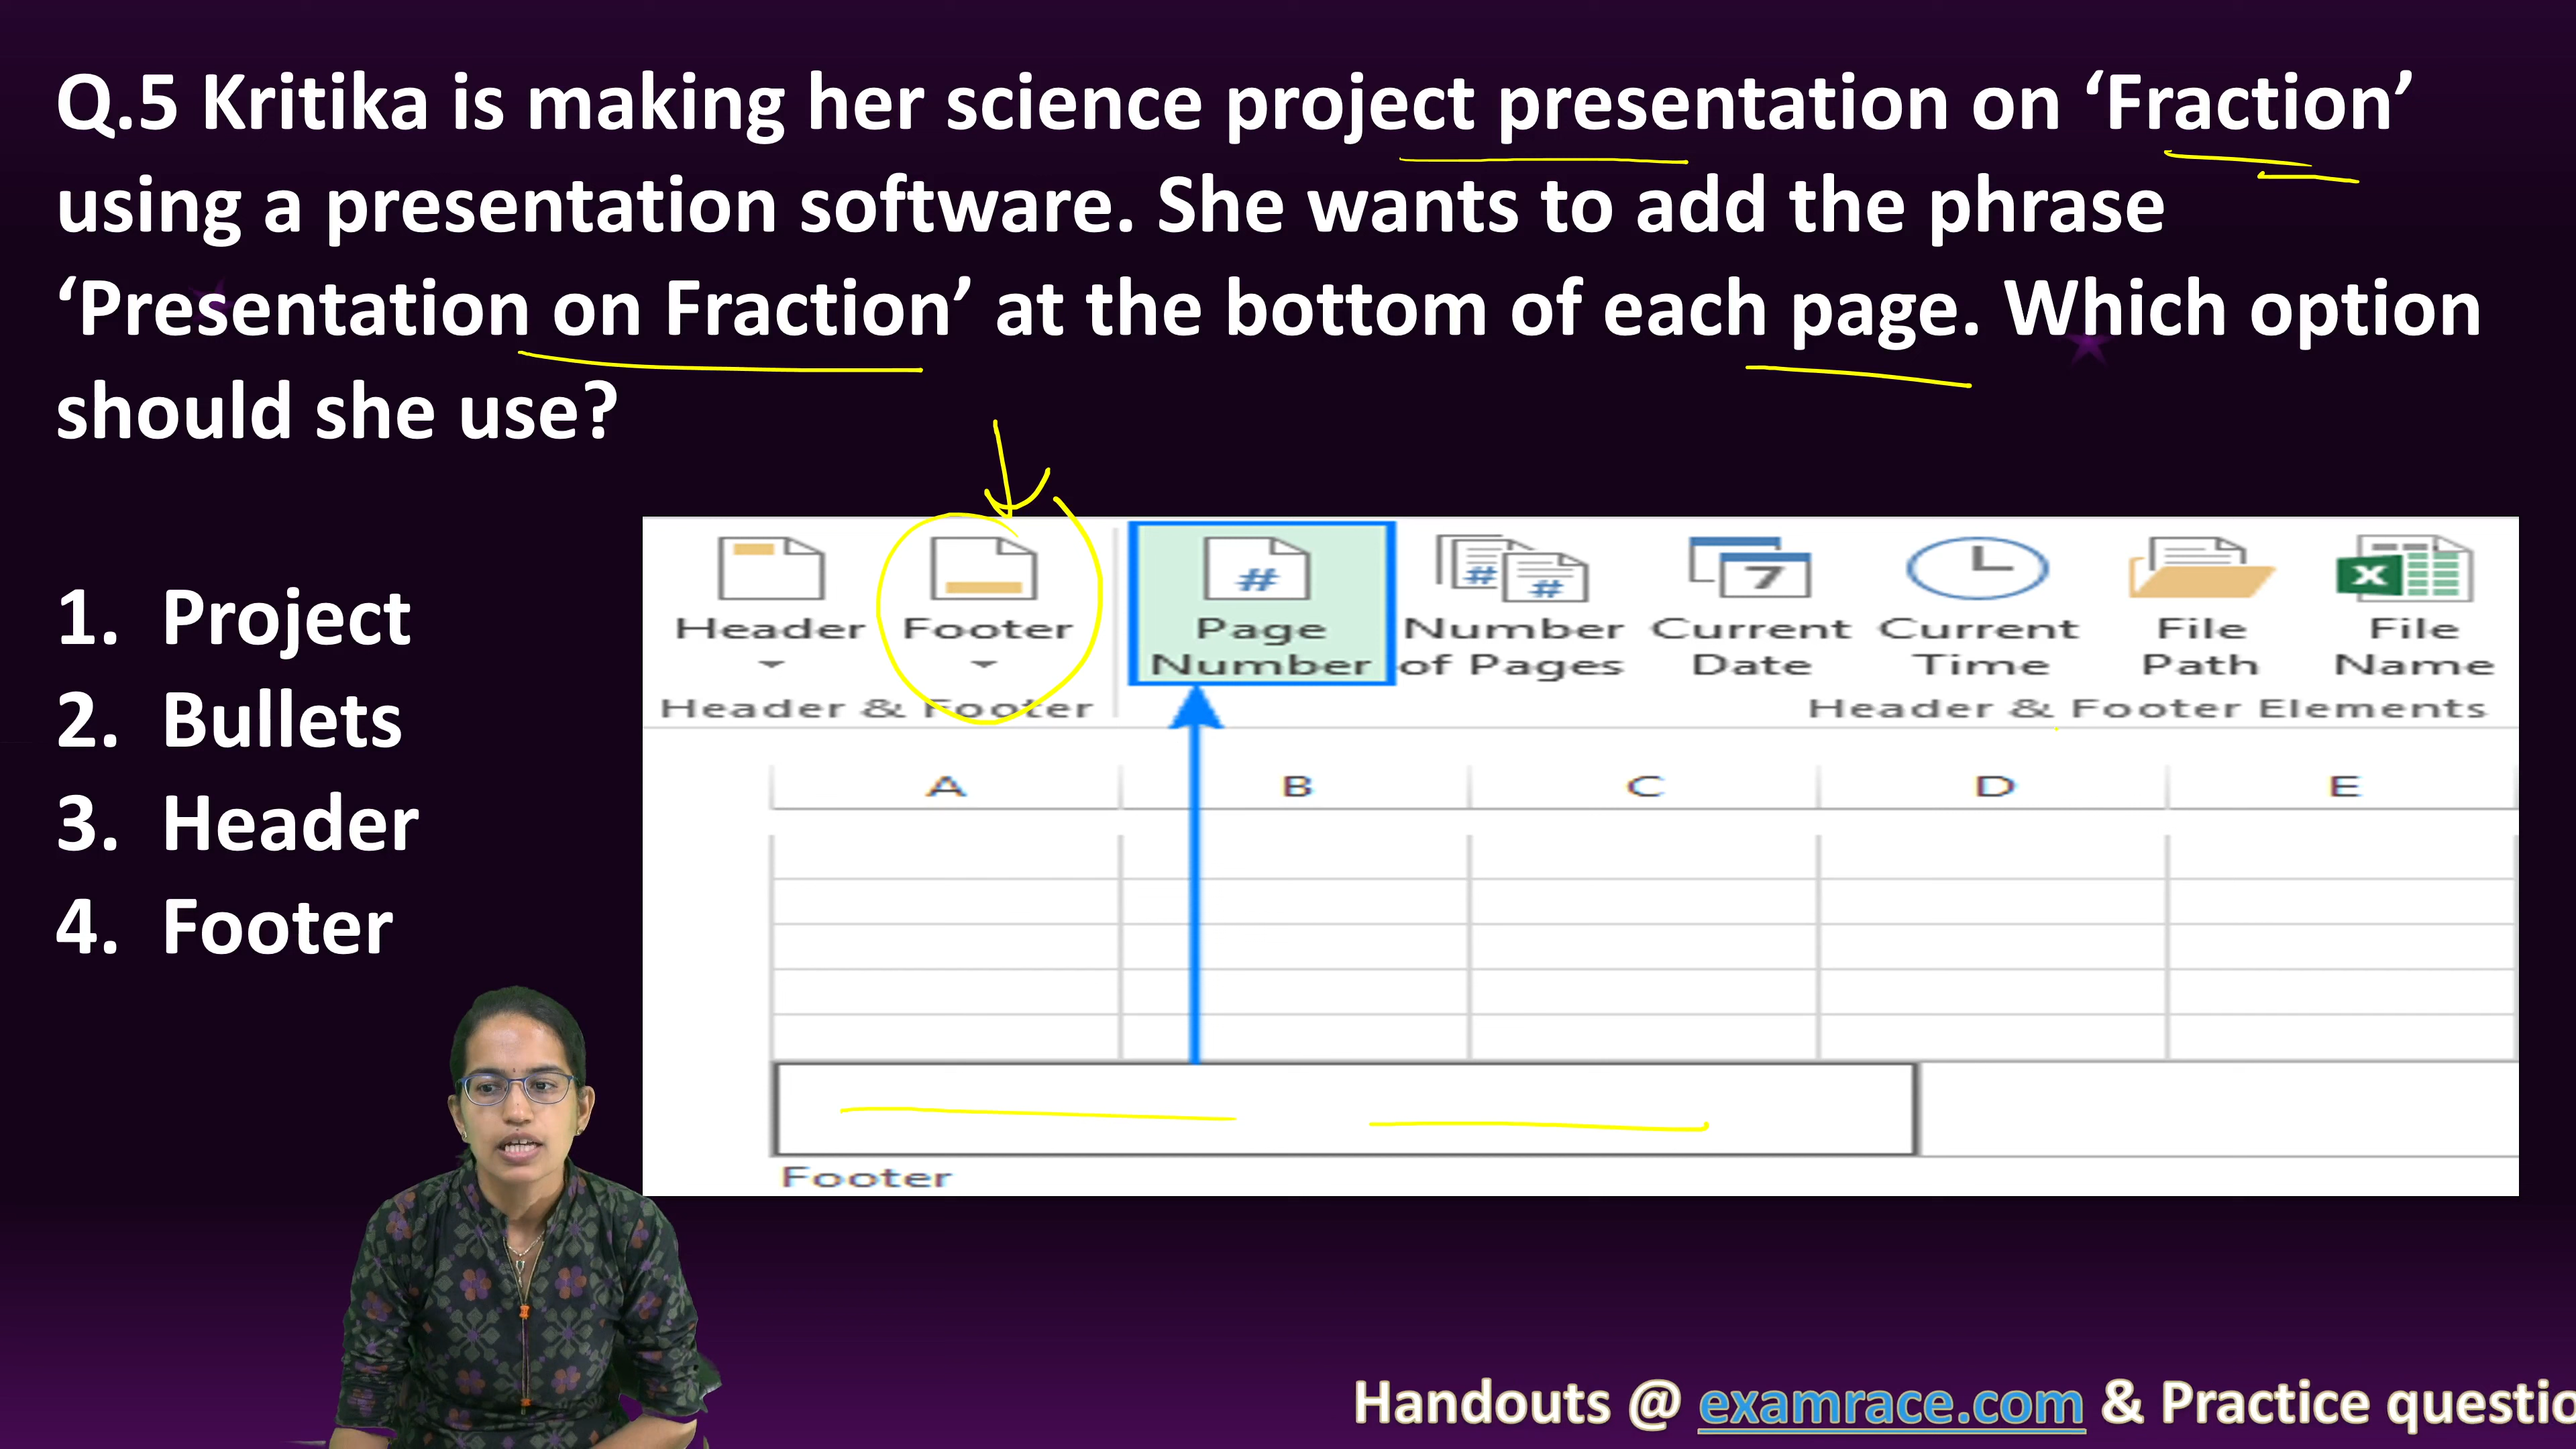 Q.5 Kritika is making her science project presentation on ‘Fraction’
using a presentation software. She wants to add the phrase
‘Presentation on Fraction’ at the bottom of each page. Which option
should she use?
1. Project
2. Bullets
3. Header
4. Footer
Header Footer Page Number Number of Pages Current Date Current Time File Path File Name
Header & Footer Header & Footer Elements
A B C D E
Footer
Handouts @ examrace.com & Practice questio